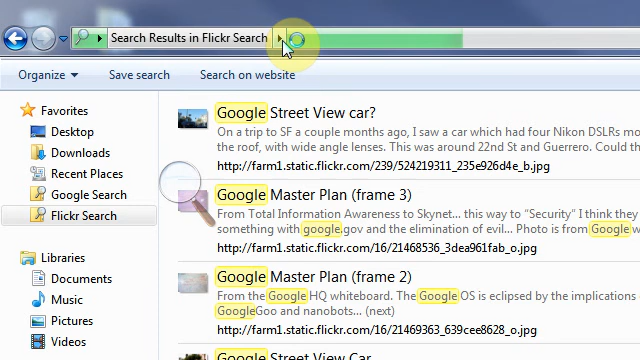 Search Results in Flickr Search
Organize
Save search
Search on website
Favorites
Desktop
Downloads
Recent Places
Google Search
Flickr Search
Libraries
Documents
Music
Pictures
Videos
Google Street View car?
On a trip to SF a couple months ago, I saw a car which had four Nikon DSLRs mo
the roof, with wide angle lenses. This was around 22nd St and Guerrero. Could th
http://farm1.static.flickr.com/239/524219311_235e926d4e_b.jpg
Google Master Plan (frame 3)
From Total Information Awareness to Skynet... this way to "Security" I think they
something with google.gov and the elimination of evil... Photo is from Google w
http://farm1.static.flickr.com/16/21468536_3dea961fab_o.jpg
Google Master Plan (frame 2)
From the Google HQ whiteboard. The Google OS is eclipsed by the implications
GoogleGoo and nanobots... (next)
http://farm1.static.flickr.com/16/21469363_639cee8628_o.jpg
Google Street View Car